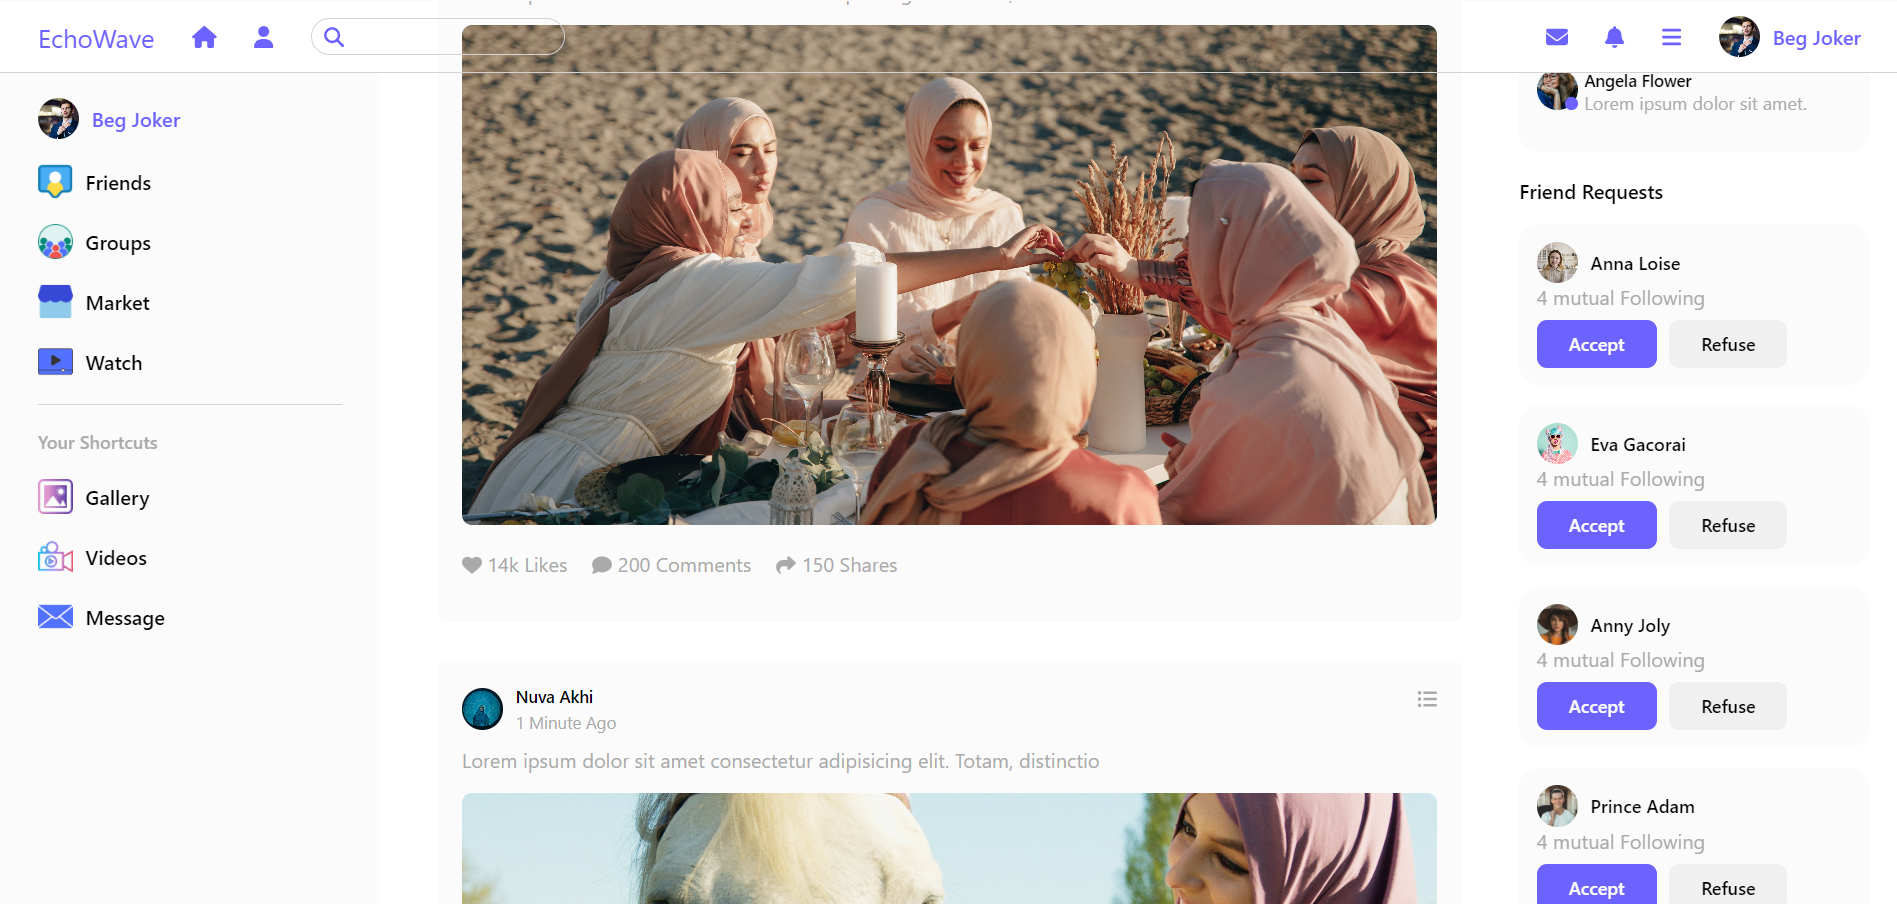 EchoWave
Beg Joker
Beg Joker
Friends
Groups
Market
Watch
Your Shortcuts
Gallery
Videos
Message
14k Likes 200 Comments 150 Shares
Nuva Akhi
1 Minute Ago
Lorem ipsum dolor sit amet consectetur adipisicing elit. Totam, distinctio
Angela Flower
Lorem ipsum dolor sit amet.
Friend Requests
Anna Loise
4 mutual Following
Accept Refuse
Eva Gacorai
4 mutual Following
Accept Refuse
Anny Joly
4 mutual Following
Accept Refuse
Prince Adam
4 mutual Following
Accept Refuse